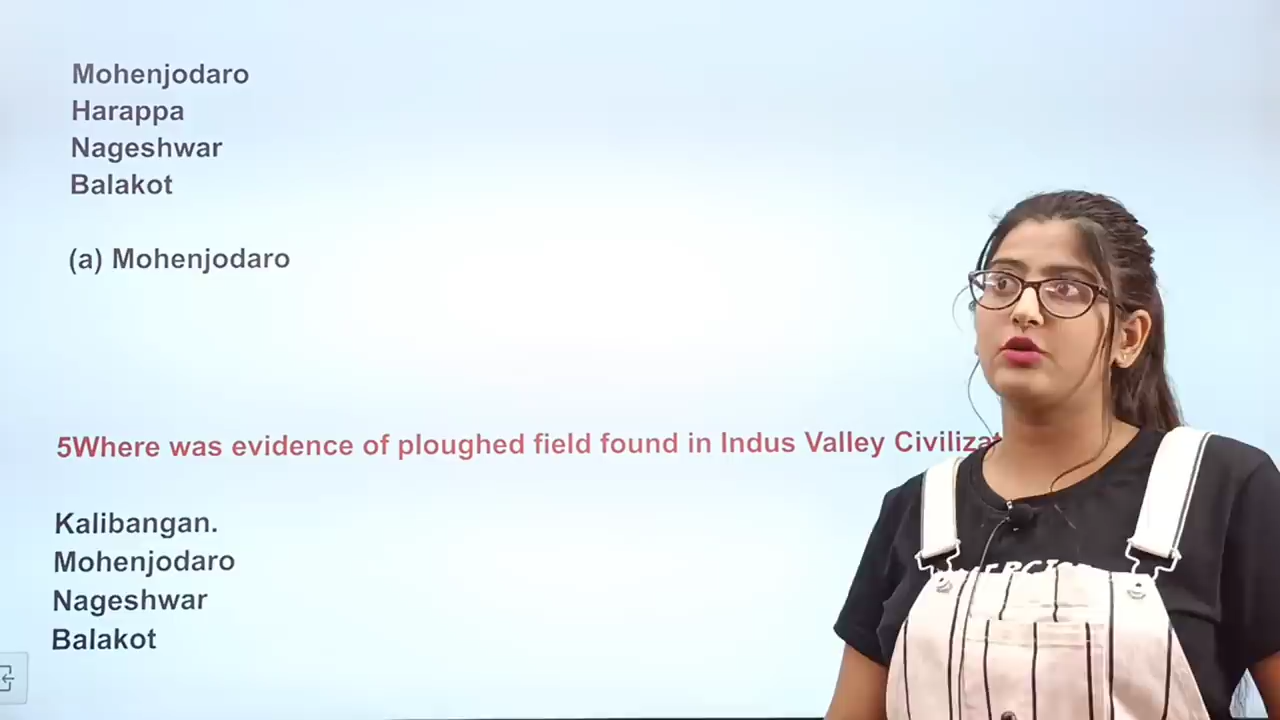 Mohenjodaro
Harappa
Nageshwar
Balakot
(a) Mohenjodaro
5Where was evidence of ploughed field found in Indus Valley
Kalibangan.
Mohenjodaro
Nageshwar
Balakot